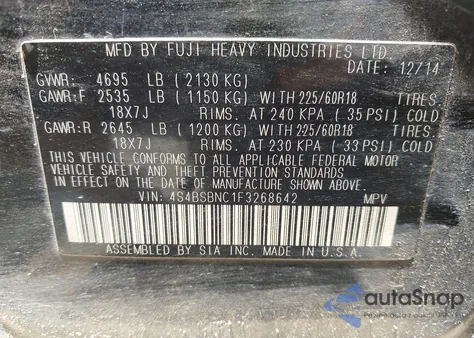 MFD BY FUJI HEAVY INDUSTRIES LTD.
DATE: 12/14
GVWR: 4695 LB (2130 KG)
GAWR:F 2535 LB (1150 KG) WITH 225/60R18 TIRES.
18X7J RIMS. AT 240 KPA (35 PSI) COLD
GAWR:R 2645 LB (1200 KG) WITH 225/60R18 TIRES.
18X7J RIMS. AT 230 KPA (33 PSI) COLD
THIS VEHICLE CONFORMS TO ALL APPLICABLE FEDERAL MOTOR
VEHICLE SAFETY AND THEFT PREVENTION STANDARDS
IN EFFECT ON THE DATE OF MANUFACTURE SHOWN ABOVE.
VIN: 4S4BSBNC1F3268642 MPV
ASSEMBLED BY SIA INC. MADE IN U.S.A.
autoSnap